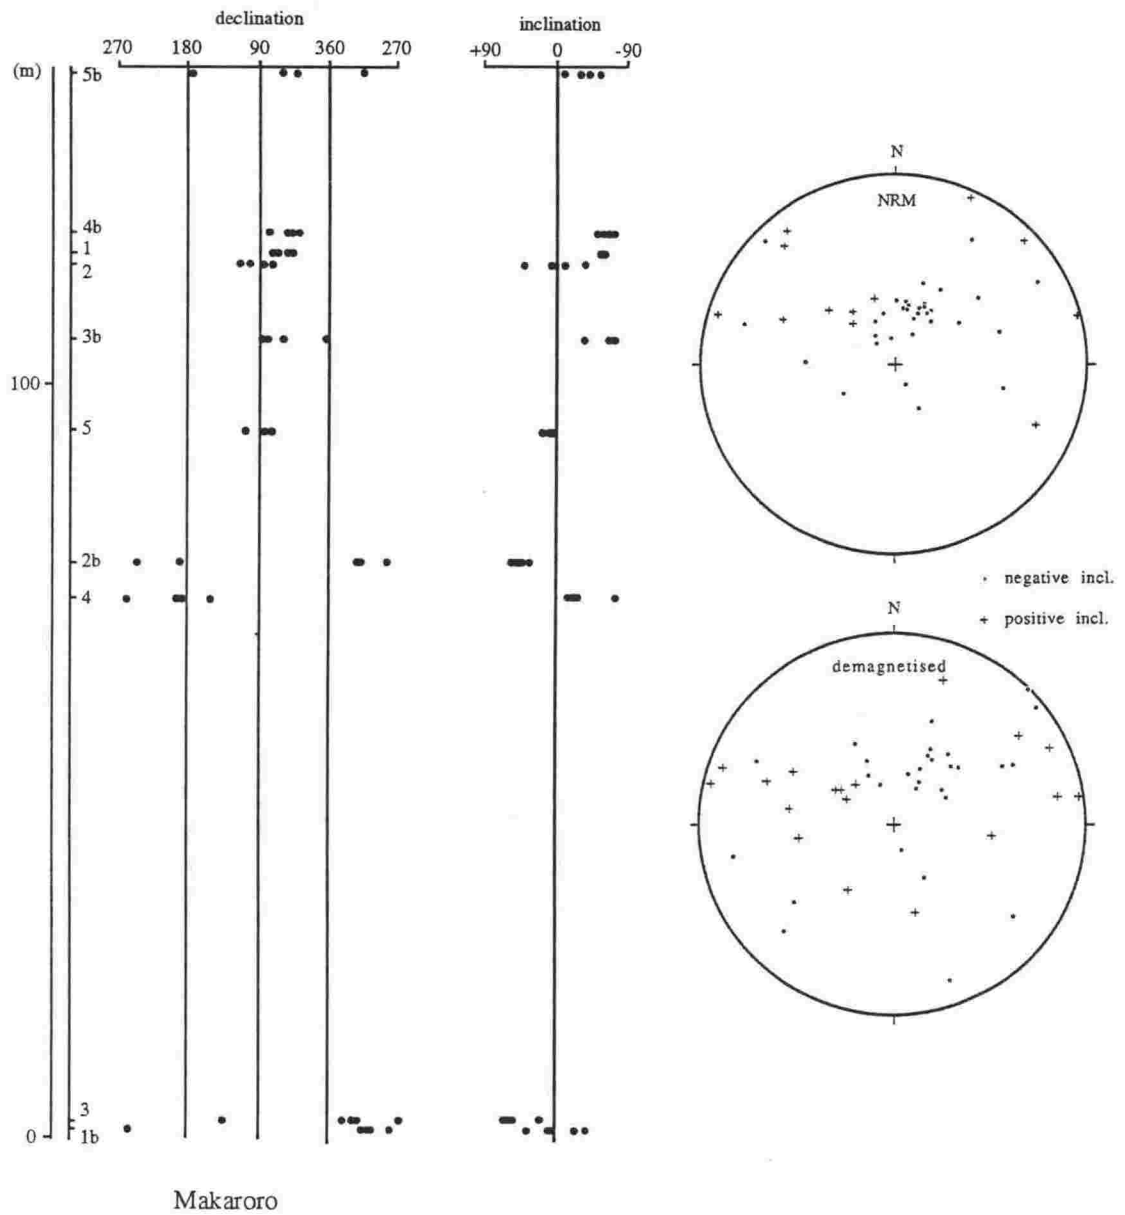 declination inclination
270 180 90 360 270 +90 0 -90
(m)
5b
4b
1
2
3b
100
5
2b
4
3
0
1b
N
NRM
negative incl.
+ positive incl.
N
demagnetised
Makaroro